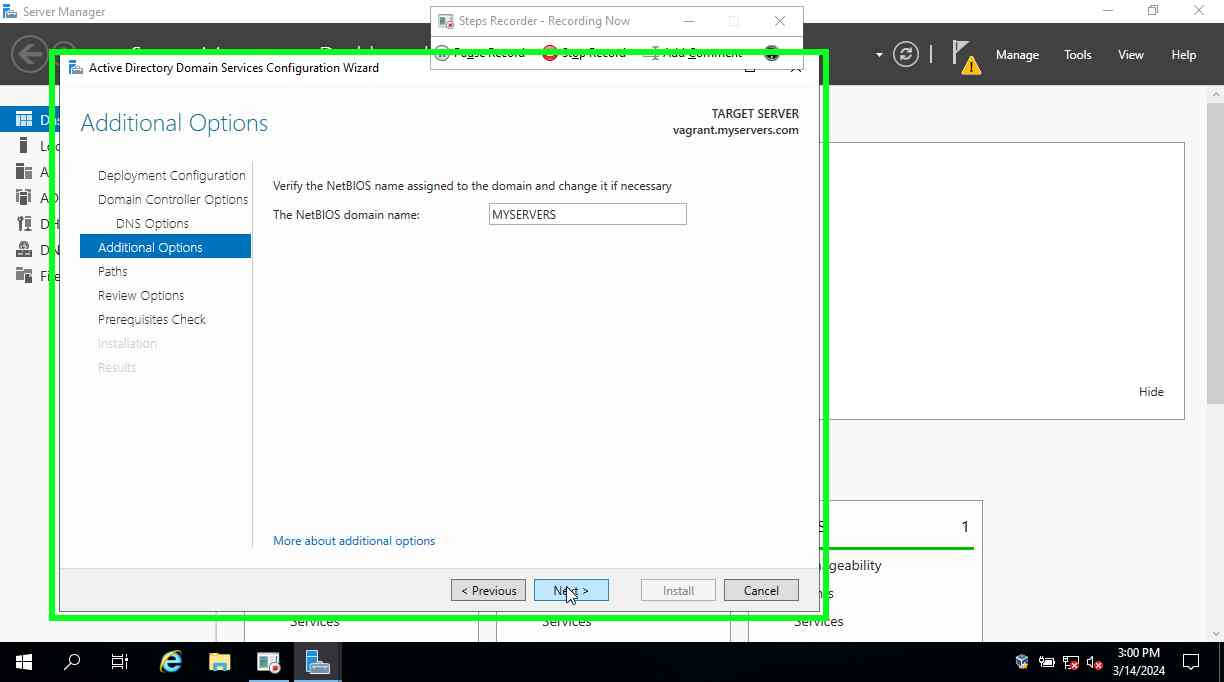 Server Manager
Steps Recorder - Recording Now
Pause Record Stop Record Add Comment
Manage Tools View Help
Active Directory Domain Services Configuration Wizard
Additional Options
TARGET SERVER
vagrant.myservers.com
Deployment Configuration
Domain Controller Options
DNS Options
Additional Options
Paths
Review Options
Prerequisites Check
Installation
Results
Verify the NetBIOS name assigned to the domain and change it if necessary
The NetBIOS domain name: MYSERVERS
More about additional options
< Previous Next > Install Cancel
Hide
1
Services Services Services
3:00 PM
3/14/2024